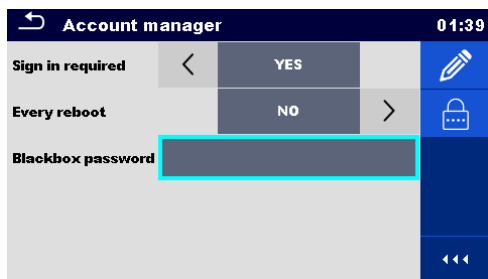 Account manager 01:39
Sign in required YES
Every reboot NO
Blackbox password